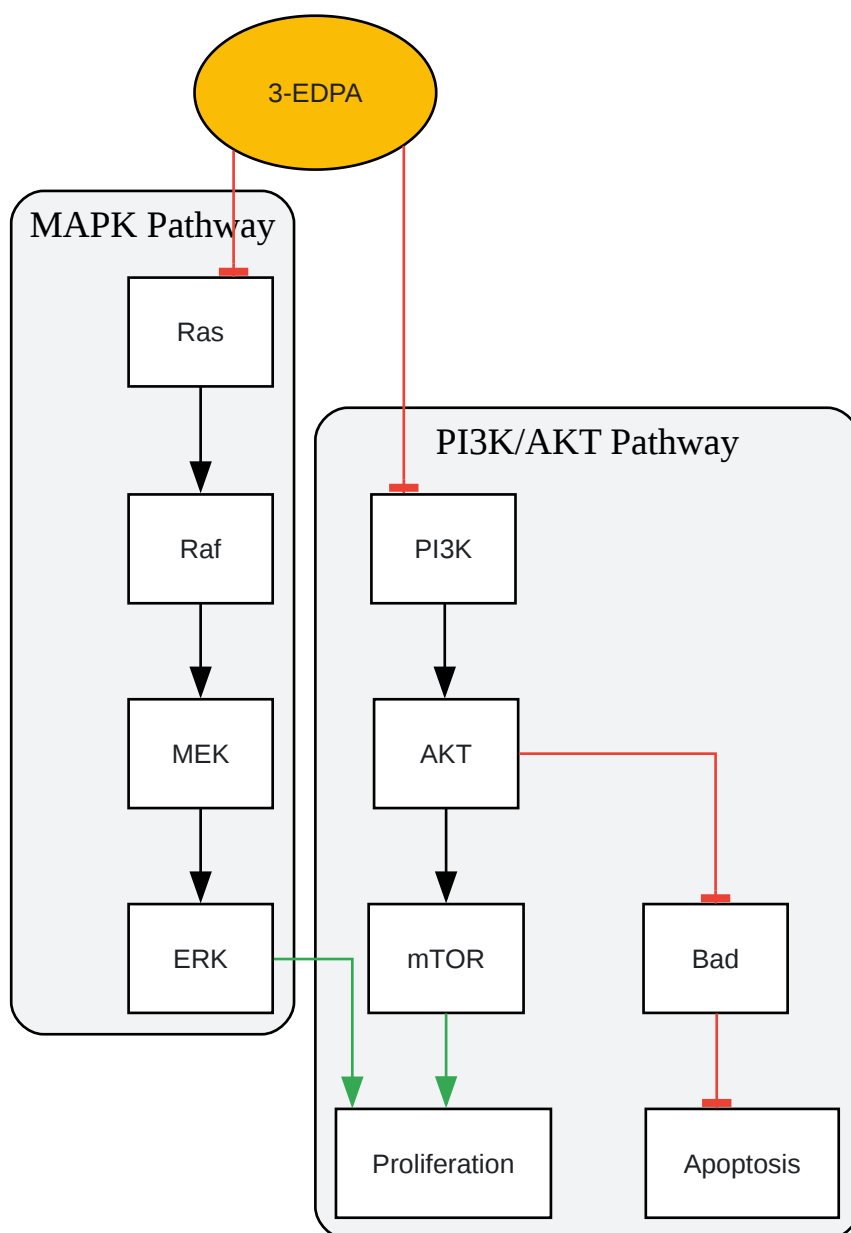 3-EDPA
MAPK Pathway
Ras
PI3K/AKT Pathway
Raf
PI3K
MEK
AKT
ERK
mTOR
Bad
Proliferation
Apoptosis